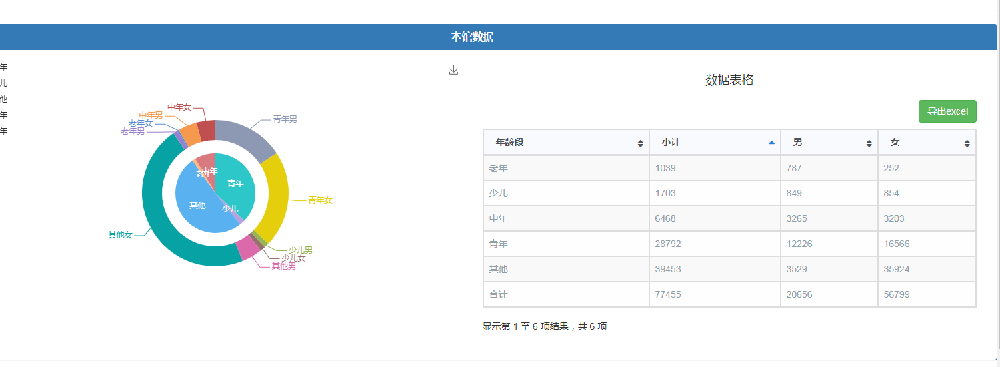 本馆数据
年
儿
他
年
年
中年女
中年男
老年女
老年男
青年男
青年女
其他女
少儿男
少儿女
其他男
中年
老年
青年
其他
少儿
数据表格
导出excel
年龄段 小计 男 女
老年 1039 787 252
少儿 1703 849 854
中年 6468 3265 3203
青年 28792 12226 16566
其他 39453 3529 35924
合计 77455 20656 56799
显示第 1 至 6 项结果，共 6 项